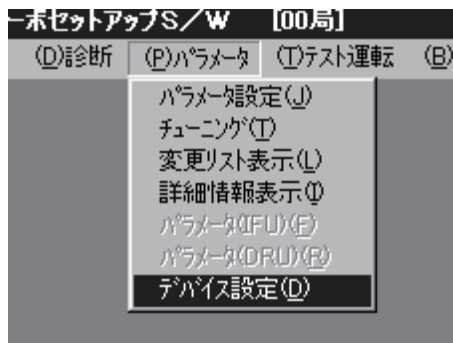 ーボセットアップS/W [00局]
(D)診断 (P)パラメータ (T)テスト運転 (B)
パラメータ設定(J)
チューニング(T)
変更リスト表示(L)
詳細情報表示(I)
パラメータ(IFU)(F)
パラメータ(DRU)(R)
デバイス設定(D)